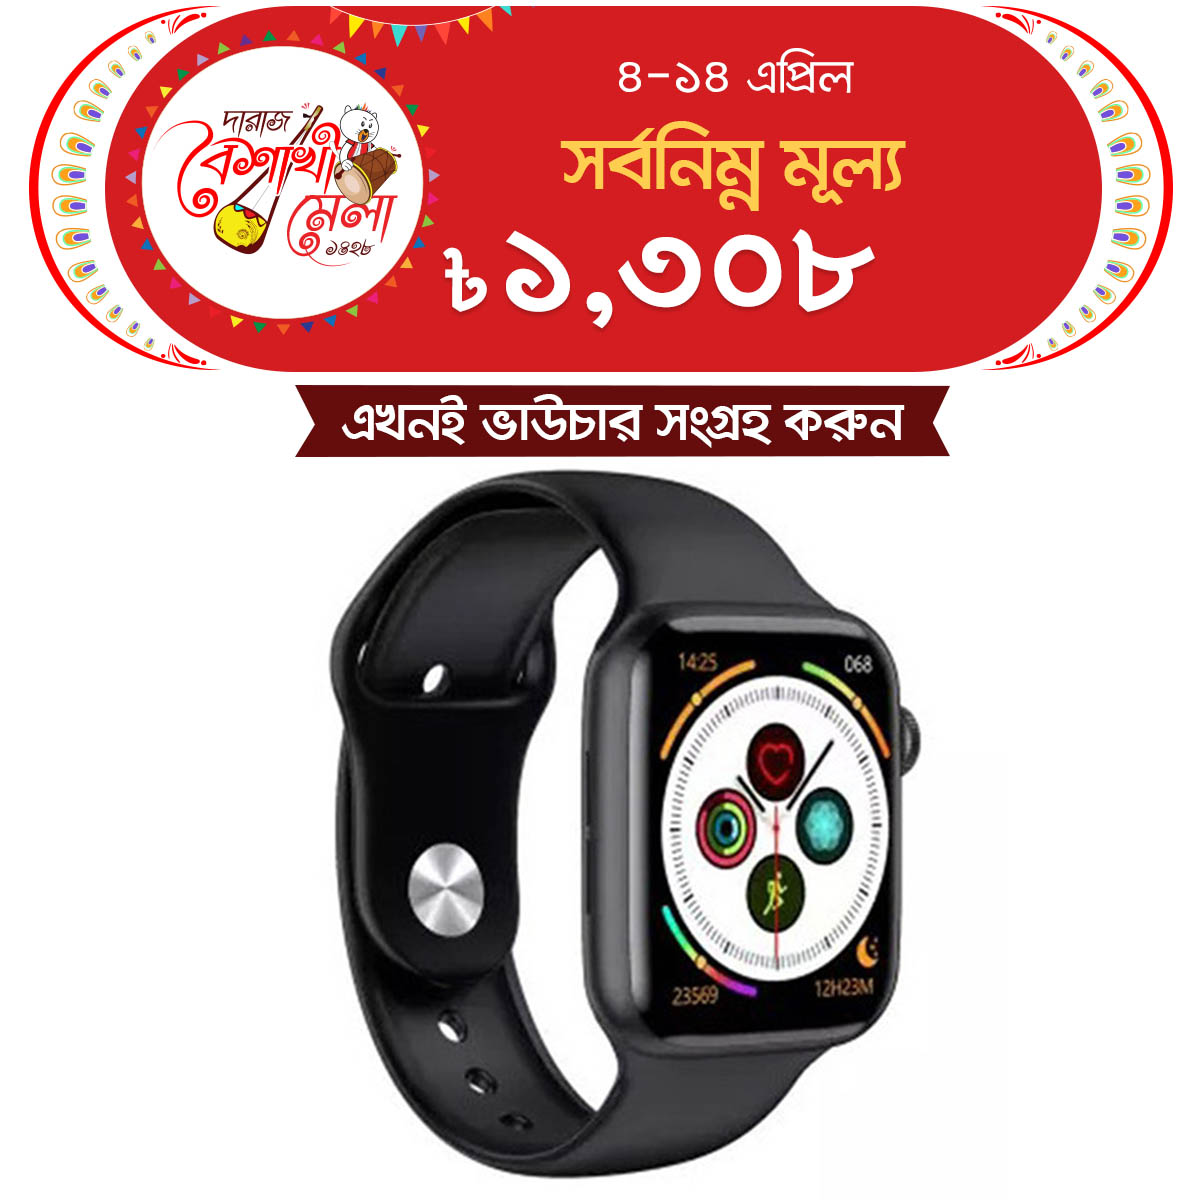 দারাজ
বৈশাখী
মেলা
১৪২৮
৪-১৪ এপ্রিল
সর্বনিম্ন মূল্য
৳১,৩০৮
এখনই ভাউচার সংগ্রহ করুন
14:25
068
23569
12H23M